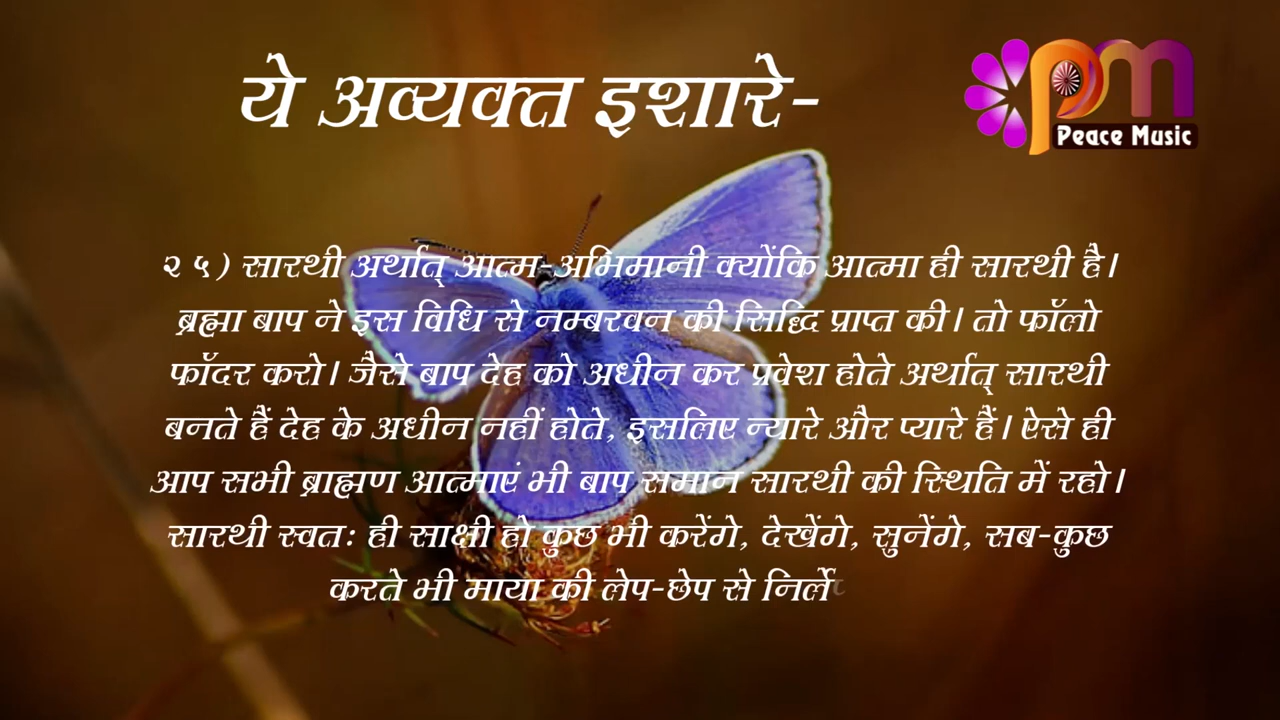 ये अव्यक्त इशारे-
pm
Peace Music
२५) सारथी अर्थात् आत्म-अभिमानी क्योंकि आत्मा ही सारथी है।
ब्रह्मा बाप ने इस विधि से नम्बरवन की सिद्धि प्राप्त की। तो फॉलो
फॉदर करो। जैसे बाप देह को अधीन कर प्रवेश होते अर्थात् सारथी
बनते हैं देह के अधीन नहीं होते, इसलिए न्यारे और प्यारे हैं। ऐसे ही
आप सभी ब्राह्मण आत्माएं भी बाप समान सारथी की स्थिति में रहो।
सारथी स्वतः ही साक्षी हो कुछ भी करेंगे, देखेंगे, सुनेंगे, सब-कुछ
करते भी माया की लेप-छेप से